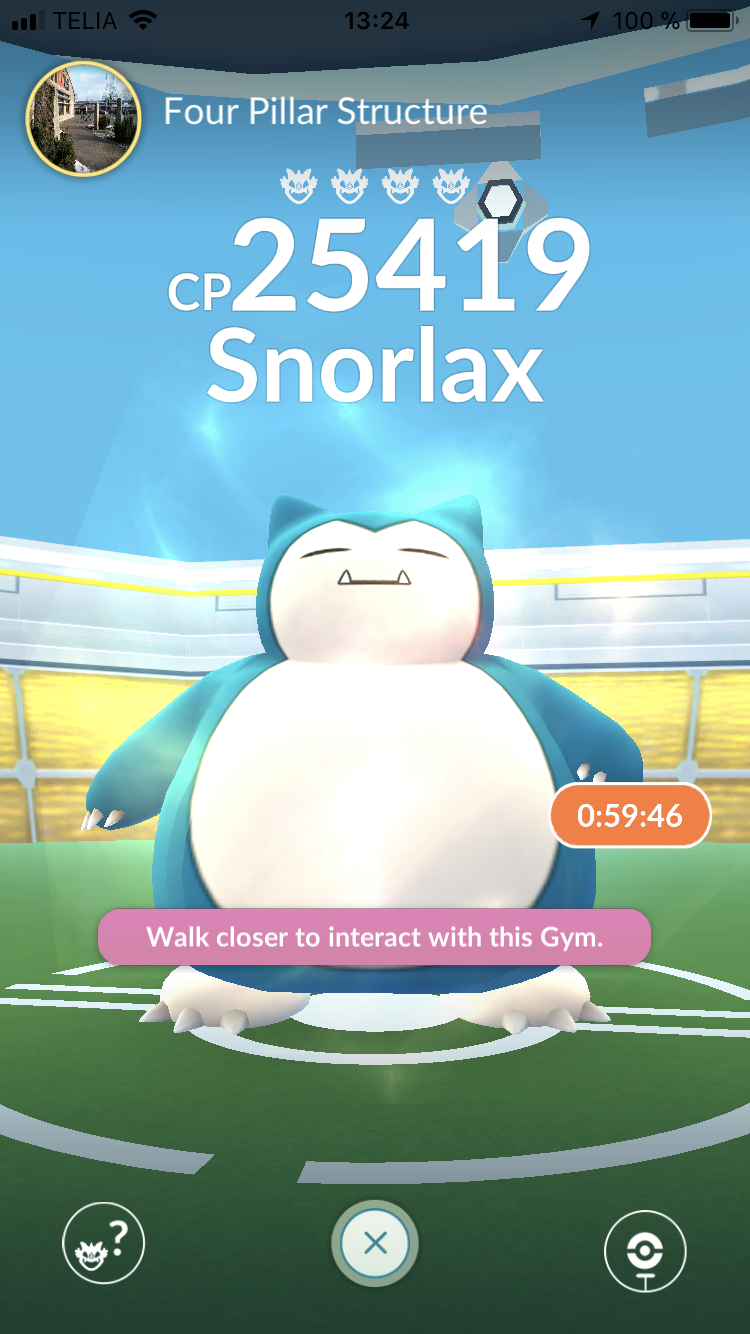 TELIA 13:24 100 %
Four Pillar Structure
CP25419
Snorlax
0:59:46
Walk closer to interact with this Gym.
?